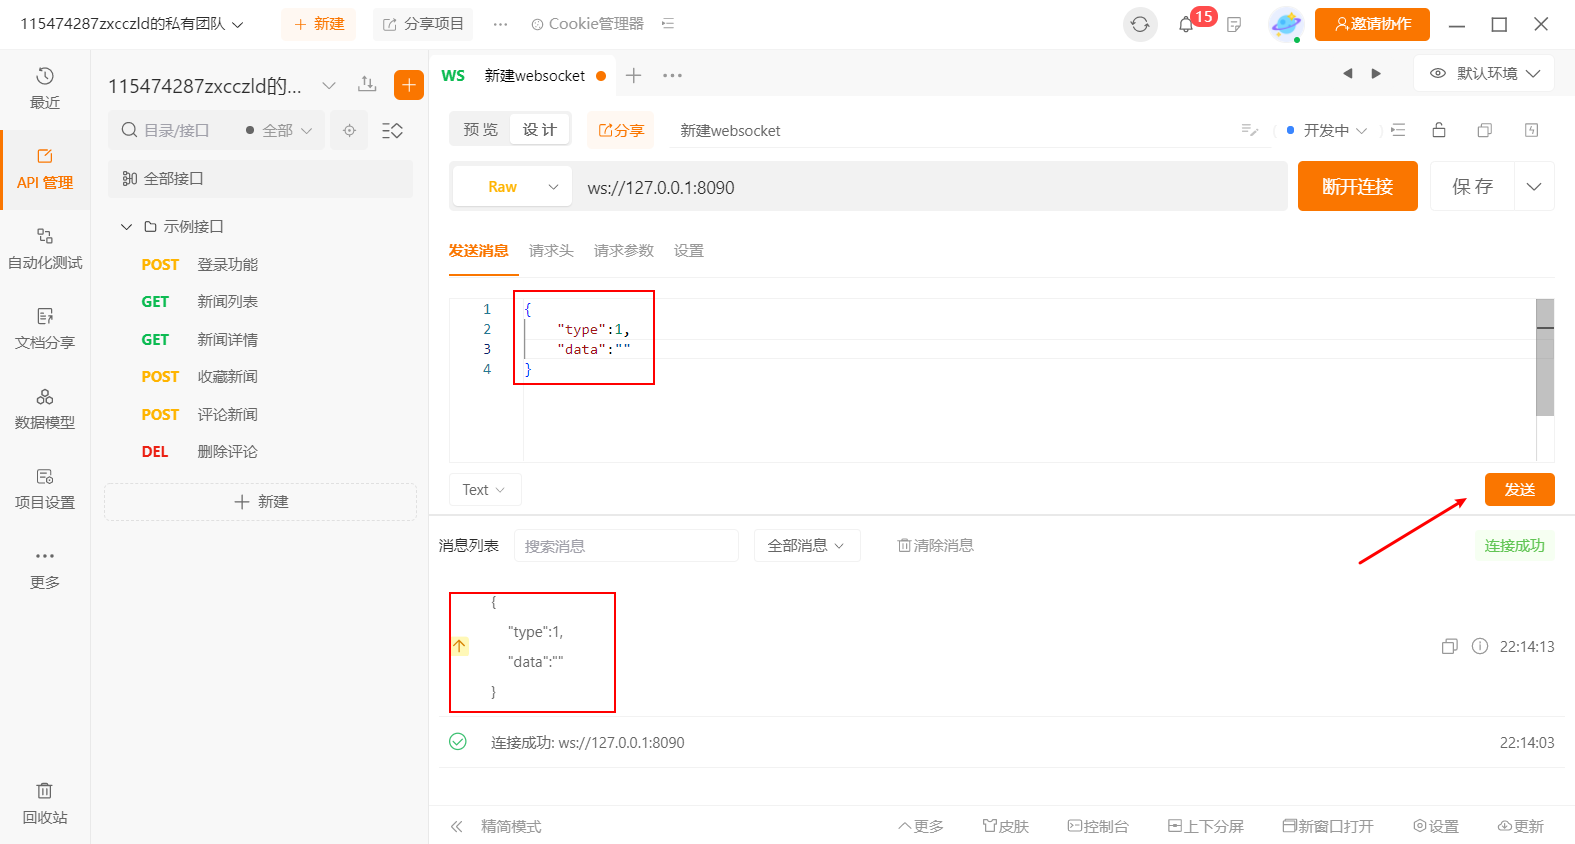 115474287zxcczld的私有团队
新建
分享项目
Cookie管理器
15
邀请协作
最近
API 管理
自动化测试
文档分享
数据模型
项目设置
更多
回收站
115474287zxcczld的...
目录/接口
全部
全部接口
示例接口
POST 登录功能
GET 新闻列表
GET 新闻详情
POST 收藏新闻
POST 评论新闻
DEL 删除评论
新建
WS 新建websocket
默认环境
预 览
设 计
分享
新建websocket
开发中
Raw
ws://127.0.0.1:8090
断开连接
保 存
发送消息 请求头 请求参数 设置
1 {
2 "type":1,
3 "data":""
4 }
Text
发送
消息列表
搜索消息
全部消息
清除消息
连接成功
{
"type":1,
"data":""
}
22:14:13
连接成功: ws://127.0.0.1:8090
22:14:03
精简模式
更多
皮肤
控制台
上下分屏
新窗口打开
设置
更新